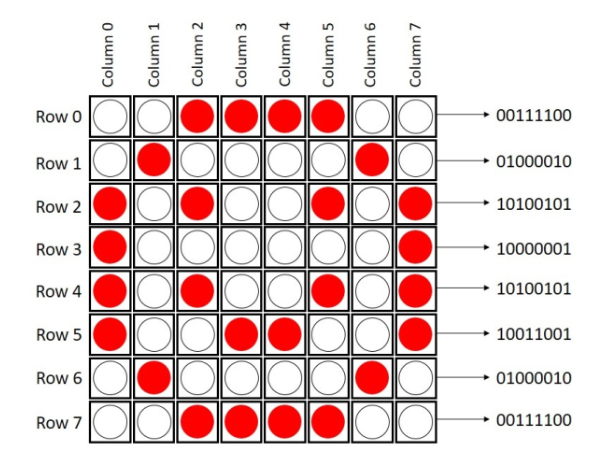 Column 0 Column 1 Column 2 Column 3 Column 4 Column 5 Column 6 Column 7
Row 0 00111100
Row 1 01000010
Row 2 10100101
Row 3 10000001
Row 4 10100101
Row 5 10011001
Row 6 01000010
Row 7 00111100